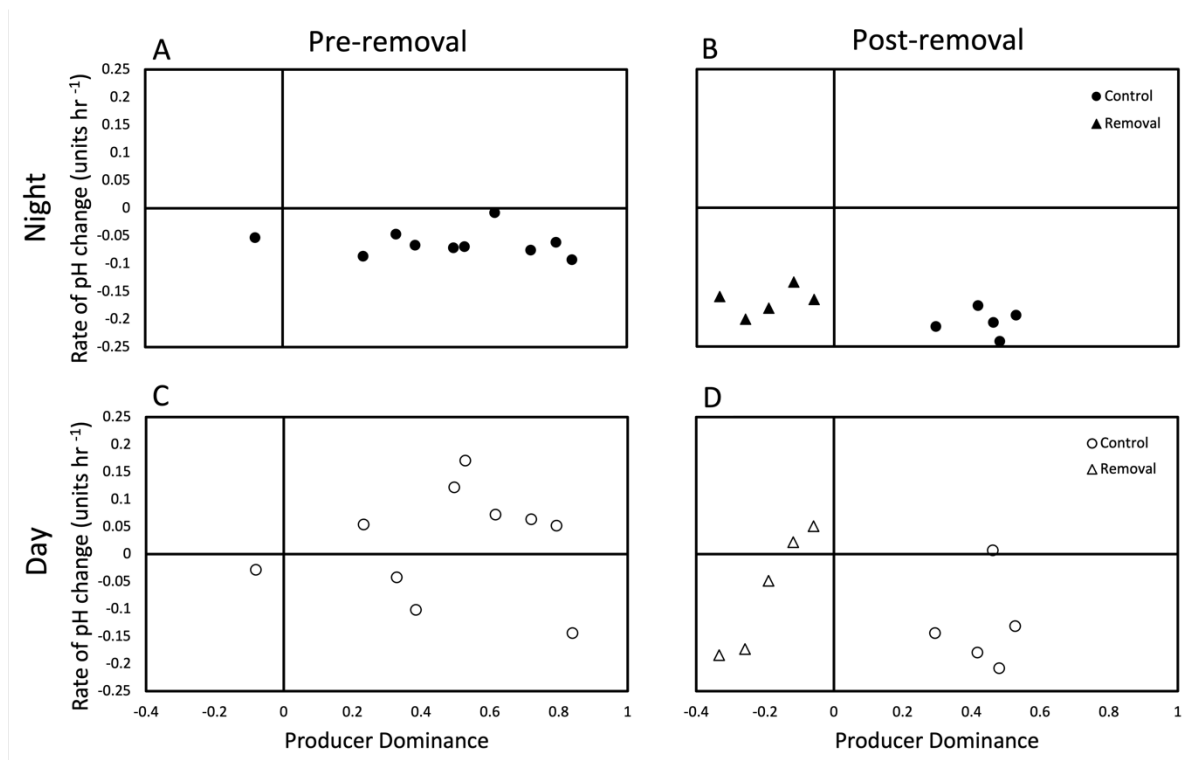 Pre-removal
Post-removal
A
B
Night
Rate of pH change (units hr -1)
0.25
0.2
0.15
0.1
0.05
0
-0.05
-0.1
-0.15
-0.2
-0.25
Control
Removal
C
D
Day
Rate of pH change (units hr -1)
0.25
0.2
0.15
0.1
0.05
0
-0.05
-0.1
-0.15
-0.2
-0.25
Control
Removal
-0.4 -0.2 0 0.2 0.4 0.6 0.8 1
-0.4 -0.2 0 0.2 0.4 0.6 0.8 1
Producer Dominance
Producer Dominance